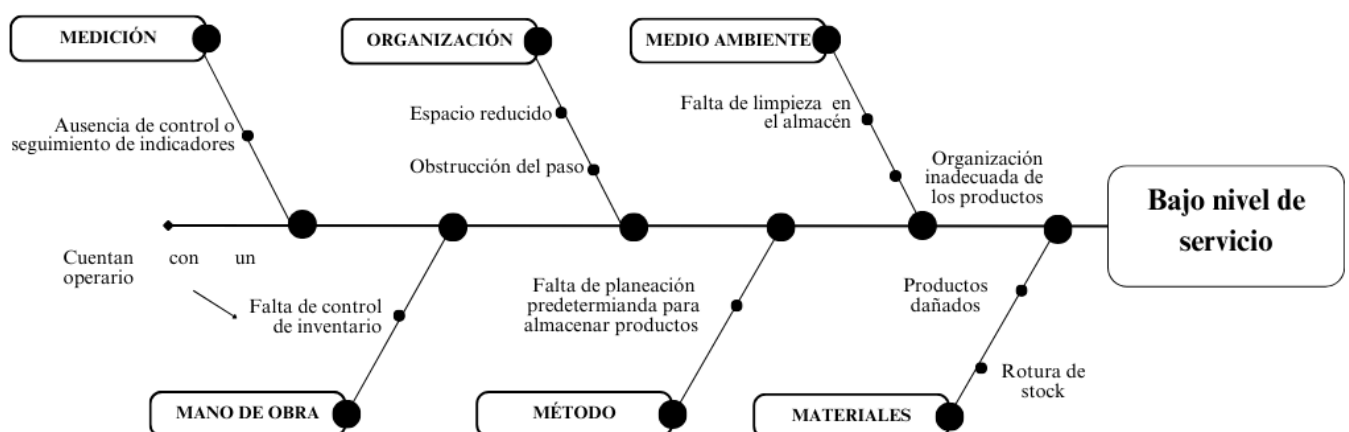 MEDICIÓN
ORGANIZACIÓN
MEDIO AMBIENTE
Ausencia de control o
seguimiento de indicadores
Espacio reducido
Obstrucción del paso
Falta de limpieza en
el almacén
Organización
inadecuada de
los productos
Bajo nivel de
servicio
Cuentan con un
operario
Falta de control
de inventario
Falta de planeación
predetermianda para
almacenar productos
Productos
dañados
Rotura de
stock
MANO DE OBRA
MÉTODO
MATERIALES